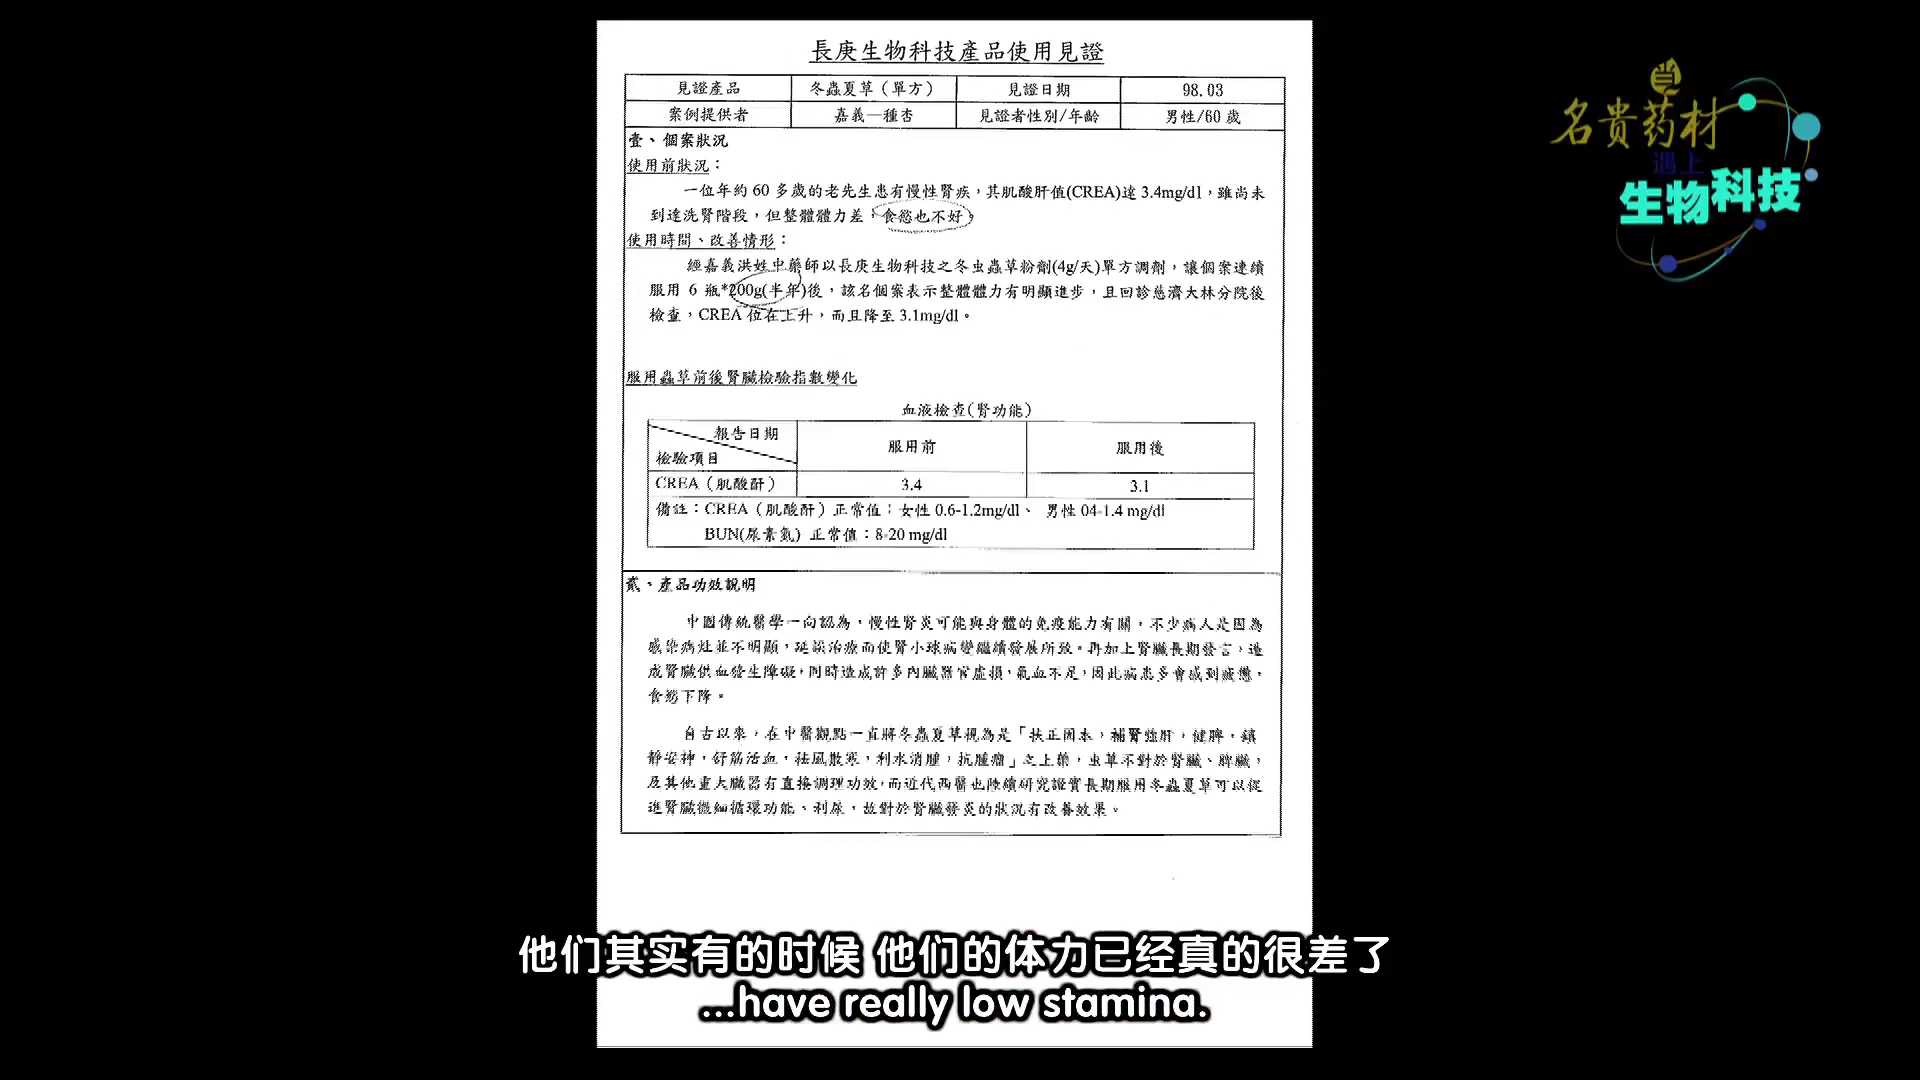 長庚生物科技產品使用見證
見證產品 冬蟲夏草（單方） 見證日期 98.03
案例提供者 嘉義—種杏 見證者性別/年齡 男性/60歲
壹、個案狀況
使用前狀況：
一位年約60多歲的老先生患有慢性腎疾，其肌酸肝值(CREA)達3.4mg/dl，雖尚未
到達洗腎階段，但整體體力差，食慾也不好。
使用時間、改善情形：
經嘉義洪姓中藥師以長庚生物科技之冬虫蟲草粉劑(4g/天)單方調劑，讓個案連續
服用6瓶*200g(半年)後，該名個案表示整體體力有明顯進步，且回診慈濟大林分院後
檢查，CREA位在上升，而且降至3.1mg/dl。
服用蟲草前後腎臟檢驗指數變化
血液檢查(腎功能)
報告日期 服用前 服用後
檢驗項目
CREA（肌酸酐） 3.4 3.1
備註：CREA（肌酸酐）正常值：女性0.6-1.2mg/dl、男性04-1.4 mg/dl
BUN(尿素氮) 正常值：8-20 mg/dl
貳、產品功效說明
中國傳統醫學一向認為，慢性腎炎可能與身體的免疫能力有關，不少病人是因為
感染病灶並不明顯，延誤治療而使腎小球病變繼續發展所致。再加上腎臟長期發言，造
成腎臟供血發生障礙，同時造成許多內臟器官虛損，氣血不足，因此病患多會感到疲憊，
食慾下降。
自古以來，在中醫觀點一直將冬蟲夏草視為是「扶正固本，補腎強肝，健脾，鎮
靜安神，舒筋活血，祛風散寒，利水消腫，抗腫瘤」之上藥，虫草不對於腎臟、脾臟，
及其他重大臟器有直接調理功效，而近代西醫也陸續研究證實長期服用冬蟲夏草可以促
進腎臟微細循環功能、利尿，故對於腎臟發炎的狀況有改善效果。
名貴药材
遇上
生物科技
他们其实有的时候 他们的体力已经真的很差了
...have really low stamina.